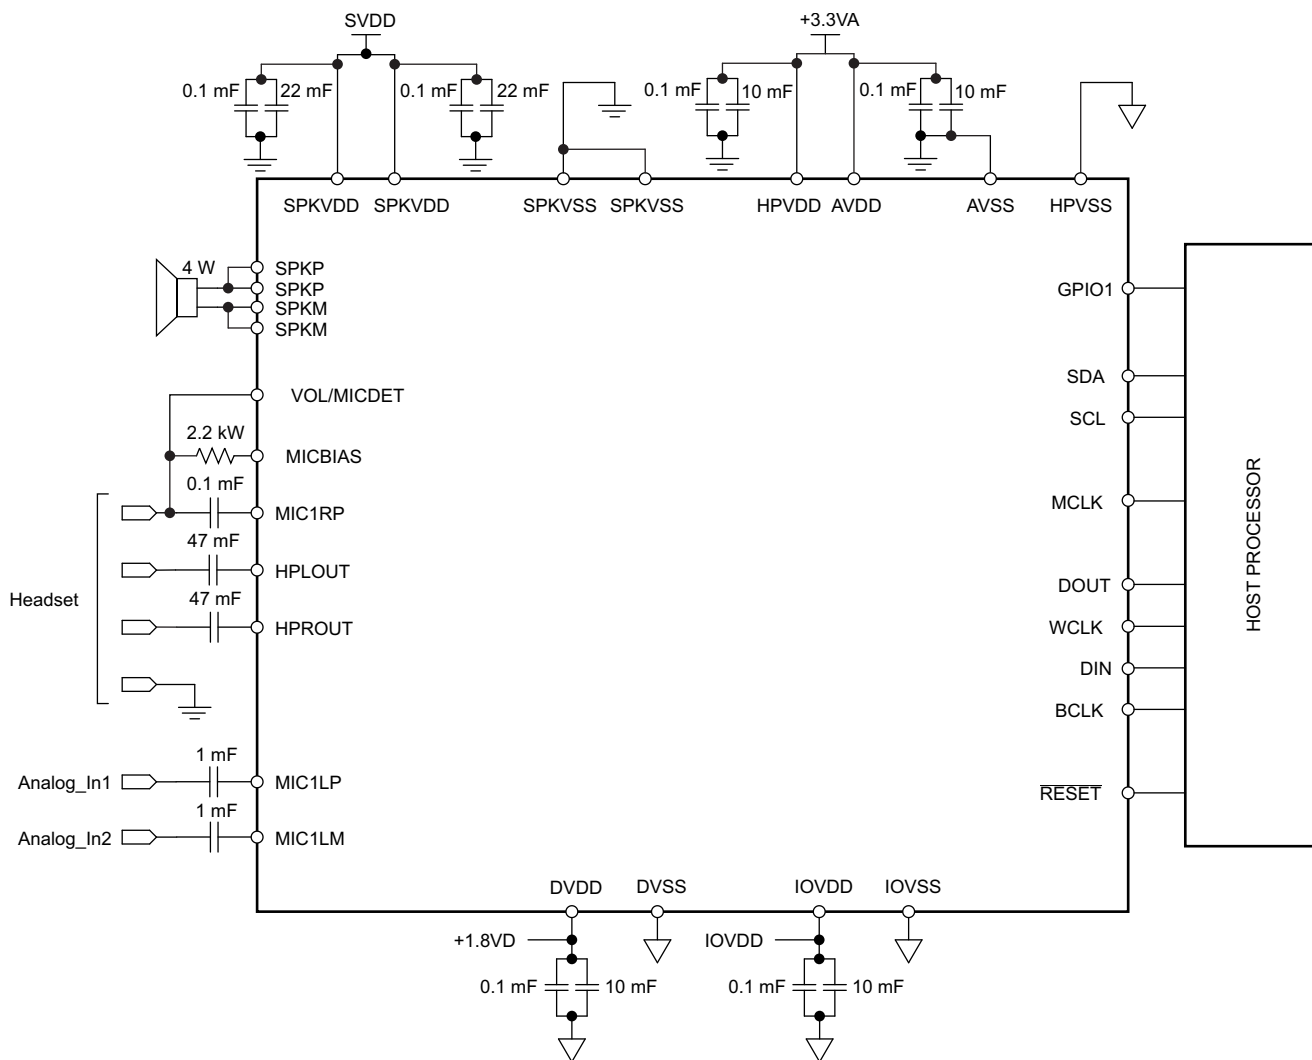 SVDD
+3.3VA
0.1 mF 22 mF
0.1 mF 22 mF
0.1 mF 10 mF
0.1 mF 10 mF
SPKVDD SPKVDD
SPKVSS SPKVSS
HPVDD AVDD
AVSS
HPVSS
4 W
SPKP
SPKP
SPKM
SPKM
VOL/MICDET
2.2 kW
MICBIAS
0.1 mF
MIC1RP
47 mF
HPLOUT
47 mF
HPROUT
Headset
1 mF
Analog_In1
MIC1LP
1 mF
Analog_In2
MIC1LM
GPIO1
SDA
SCL
MCLK
DOUT
WCLK
DIN
BCLK
RESET
HOST PROCESSOR
DVDD
DVSS
IOVDD
IOVSS
+1.8VD
IOVDD
0.1 mF 10 mF
0.1 mF 10 mF